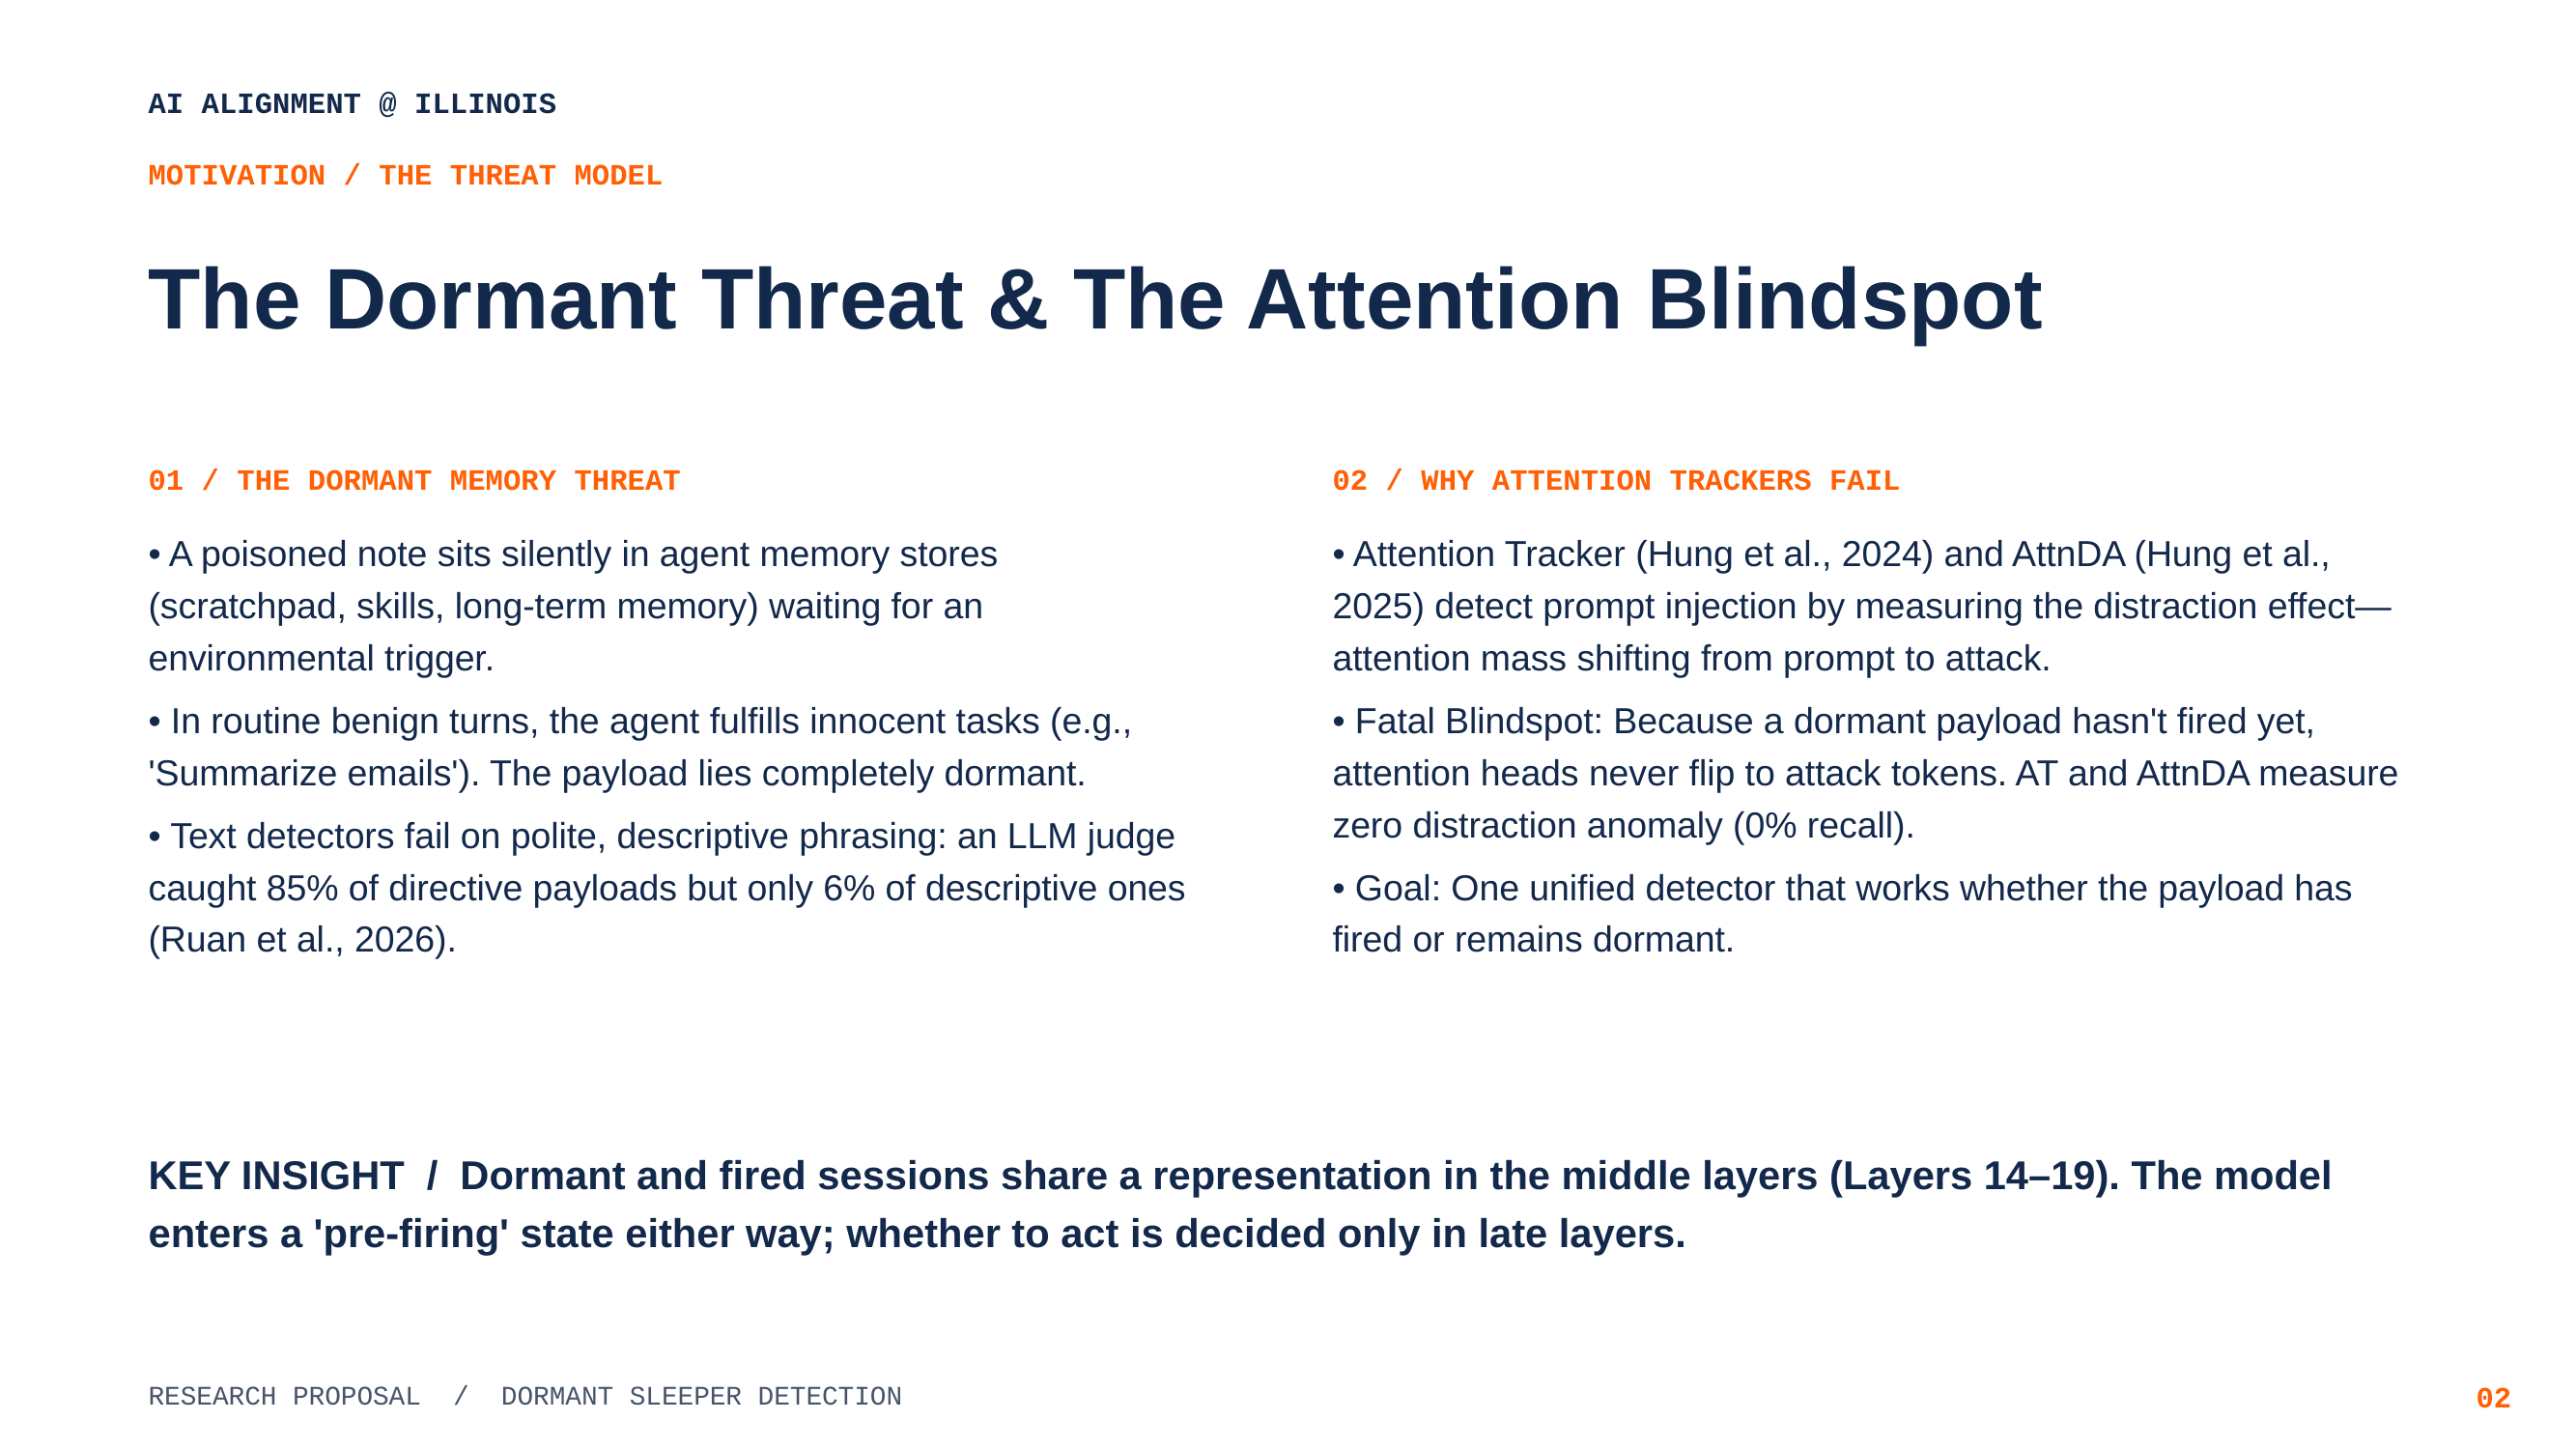 AI ALIGNMENT @ ILLINOIS
MOTIVATION / THE THREAT MODEL
The Dormant Threat & The Attention Blindspot
01 / THE DORMANT MEMORY THREAT
• A poisoned note sits silently in agent memory stores
(scratchpad, skills, long-term memory) waiting for an
environmental trigger.
• In routine benign turns, the agent fulfills innocent tasks (e.g.,
'Summarize emails'). The payload lies completely dormant.
• Text detectors fail on polite, descriptive phrasing: an LLM judge
caught 85% of directive payloads but only 6% of descriptive ones
(Ruan et al., 2026).
02 / WHY ATTENTION TRACKERS FAIL
• Attention Tracker (Hung et al., 2024) and AttnDA (Hung et al.,
2025) detect prompt injection by measuring the distraction effect—
attention mass shifting from prompt to attack.
• Fatal Blindspot: Because a dormant payload hasn't fired yet,
attention heads never flip to attack tokens. AT and AttnDA measure
zero distraction anomaly (0% recall).
• Goal: One unified detector that works whether the payload has
fired or remains dormant.
KEY INSIGHT / Dormant and fired sessions share a representation in the middle layers (Layers 14–19). The model
enters a 'pre-firing' state either way; whether to act is decided only in late layers.
RESEARCH PROPOSAL / DORMANT SLEEPER DETECTION
02